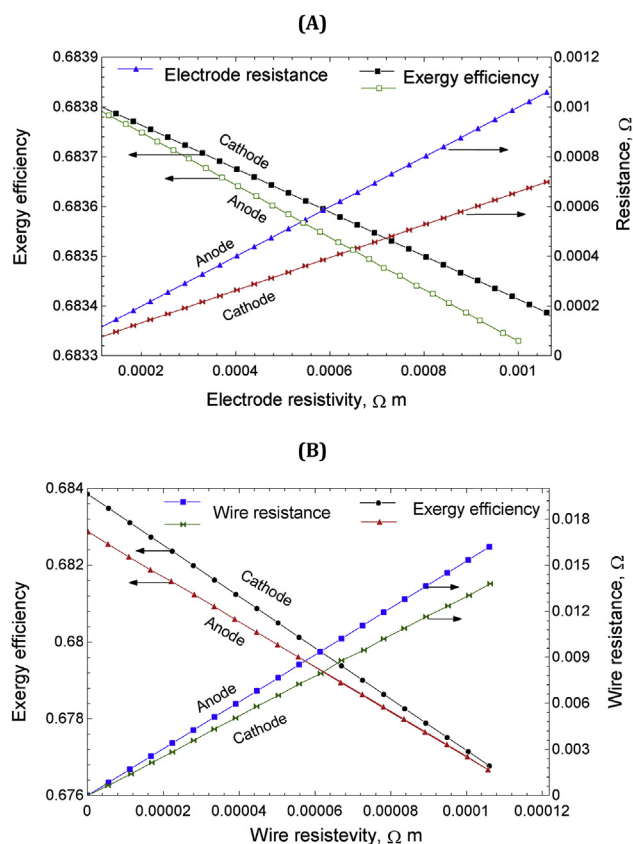 (A)
0.6839
0.6838
0.6837
0.6836
0.6835
0.6834
0.6833
Exergy efficiency
Electrode resistance
Exergy efficiency
Cathode
Anode
Anode
Cathode
0.0012
0.001
0.0008
0.0006
0.0004
0.0002
0
Resistance, Ω
0.0002 0.0004 0.0006 0.0008 0.001
Electrode resistivity, Ω m
(B)
0.684
0.682
0.68
0.678
0.676
Exergy efficiency
Wire resistance
Exergy efficiency
Cathode
Anode
Anode
Cathode
0.018
0.015
0.012
0.009
0.006
0.003
0
Wire resistance, Ω
0 0.00002 0.00004 0.00006 0.00008 0.0001 0.00012
Wire resistevity, Ω m